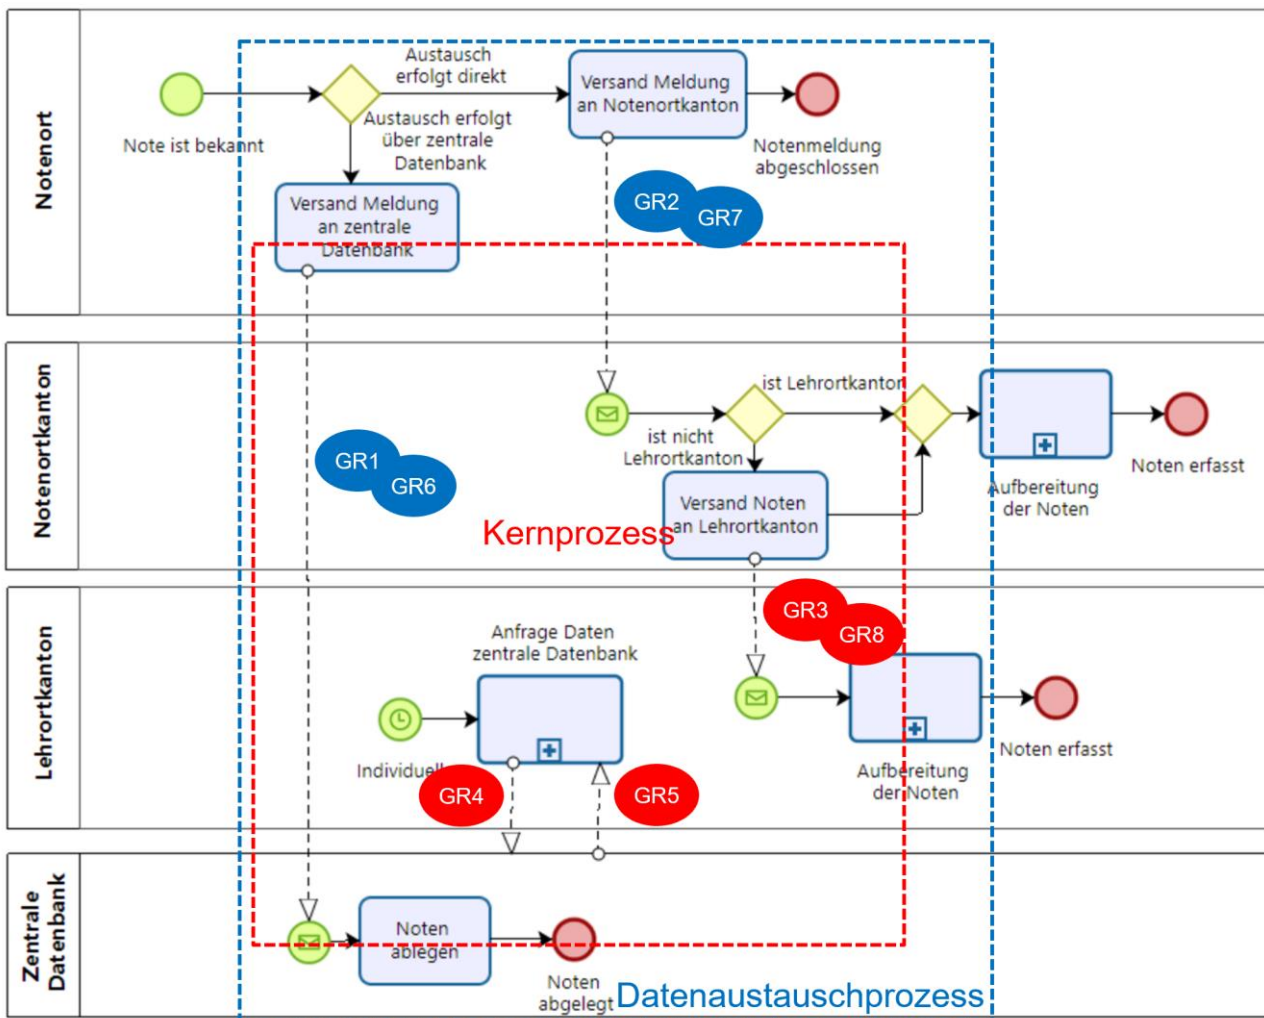 Notenort
Note ist bekannt
Austausch
erfolgt direkt
Austausch erfolgt
über zentrale
Datenbank
Versand Meldung
an Notenortkanton
Notenmeldung
abgeschlossen
Versand Meldung
an zentrale
Datenbank
GR2
GR7
Notenortkanton
GR1
GR6
ist Lehrortkanton
ist nicht
Lehrortkanton
Versand Noten
an Lehrortkanton
Kernprozess
Aufbereitung
der Noten
Noten erfasst
Lehrortkanton
GR3
GR8
Anfrage Daten
zentrale Datenbank
Individuell
GR4
GR5
Aufbereitung
der Noten
Noten erfasst
Zentrale
Datenbank
Noten
ablegen
Noten
abgelegt
Datenaustauschprozess